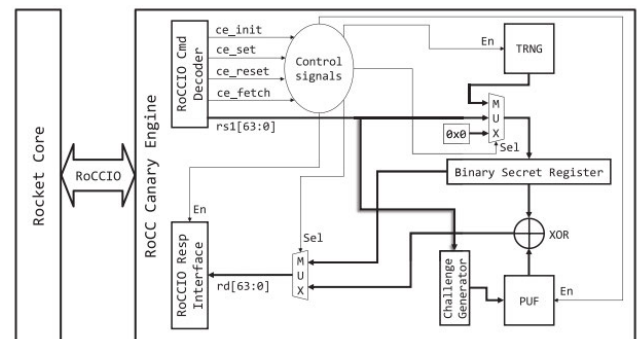 Rocket Core
RoCCIO
RoCC Canary Engine
RoCCIO Cmd
Decoder
ce_init
ce_set
ce_reset
ce_fetch
rs1[63:0]
Control
signals
En
TRNG
MUX
0x0
Sel
Binary Secret Register
XOR
En
RoCCIO Resp
Interface
rd[63:0]
Sel
MUX
Challenge
Generator
PUF
En